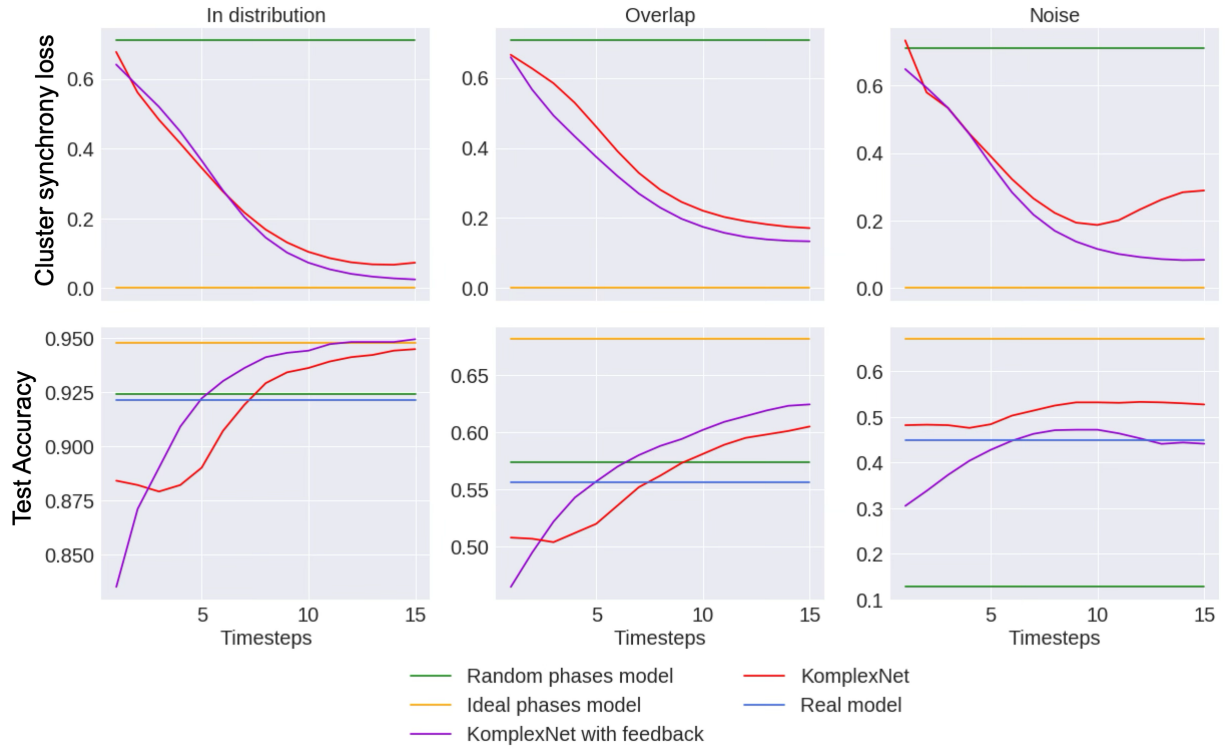 In distribution
Overlap
Noise
Cluster synchrony loss
0.6
0.4
0.2
0.0
0.6
0.4
0.2
0.0
0.6
0.4
0.2
0.0
Test Accuracy
0.950
0.925
0.900
0.875
0.850
0.65
0.60
0.55
0.50
0.6
0.5
0.4
0.3
0.2
0.1
5 10 15
5 10 15
5 10 15
Timesteps
Timesteps
Timesteps
Random phases model
Ideal phases model
KomplexNet with feedback
KomplexNet
Real model